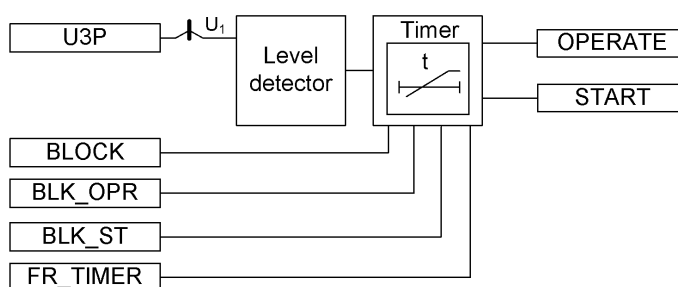 U3P
U₁
Level
detector
Timer
t
OPERATE
START
BLOCK
BLK_OPR
BLK_ST
FR_TIMER